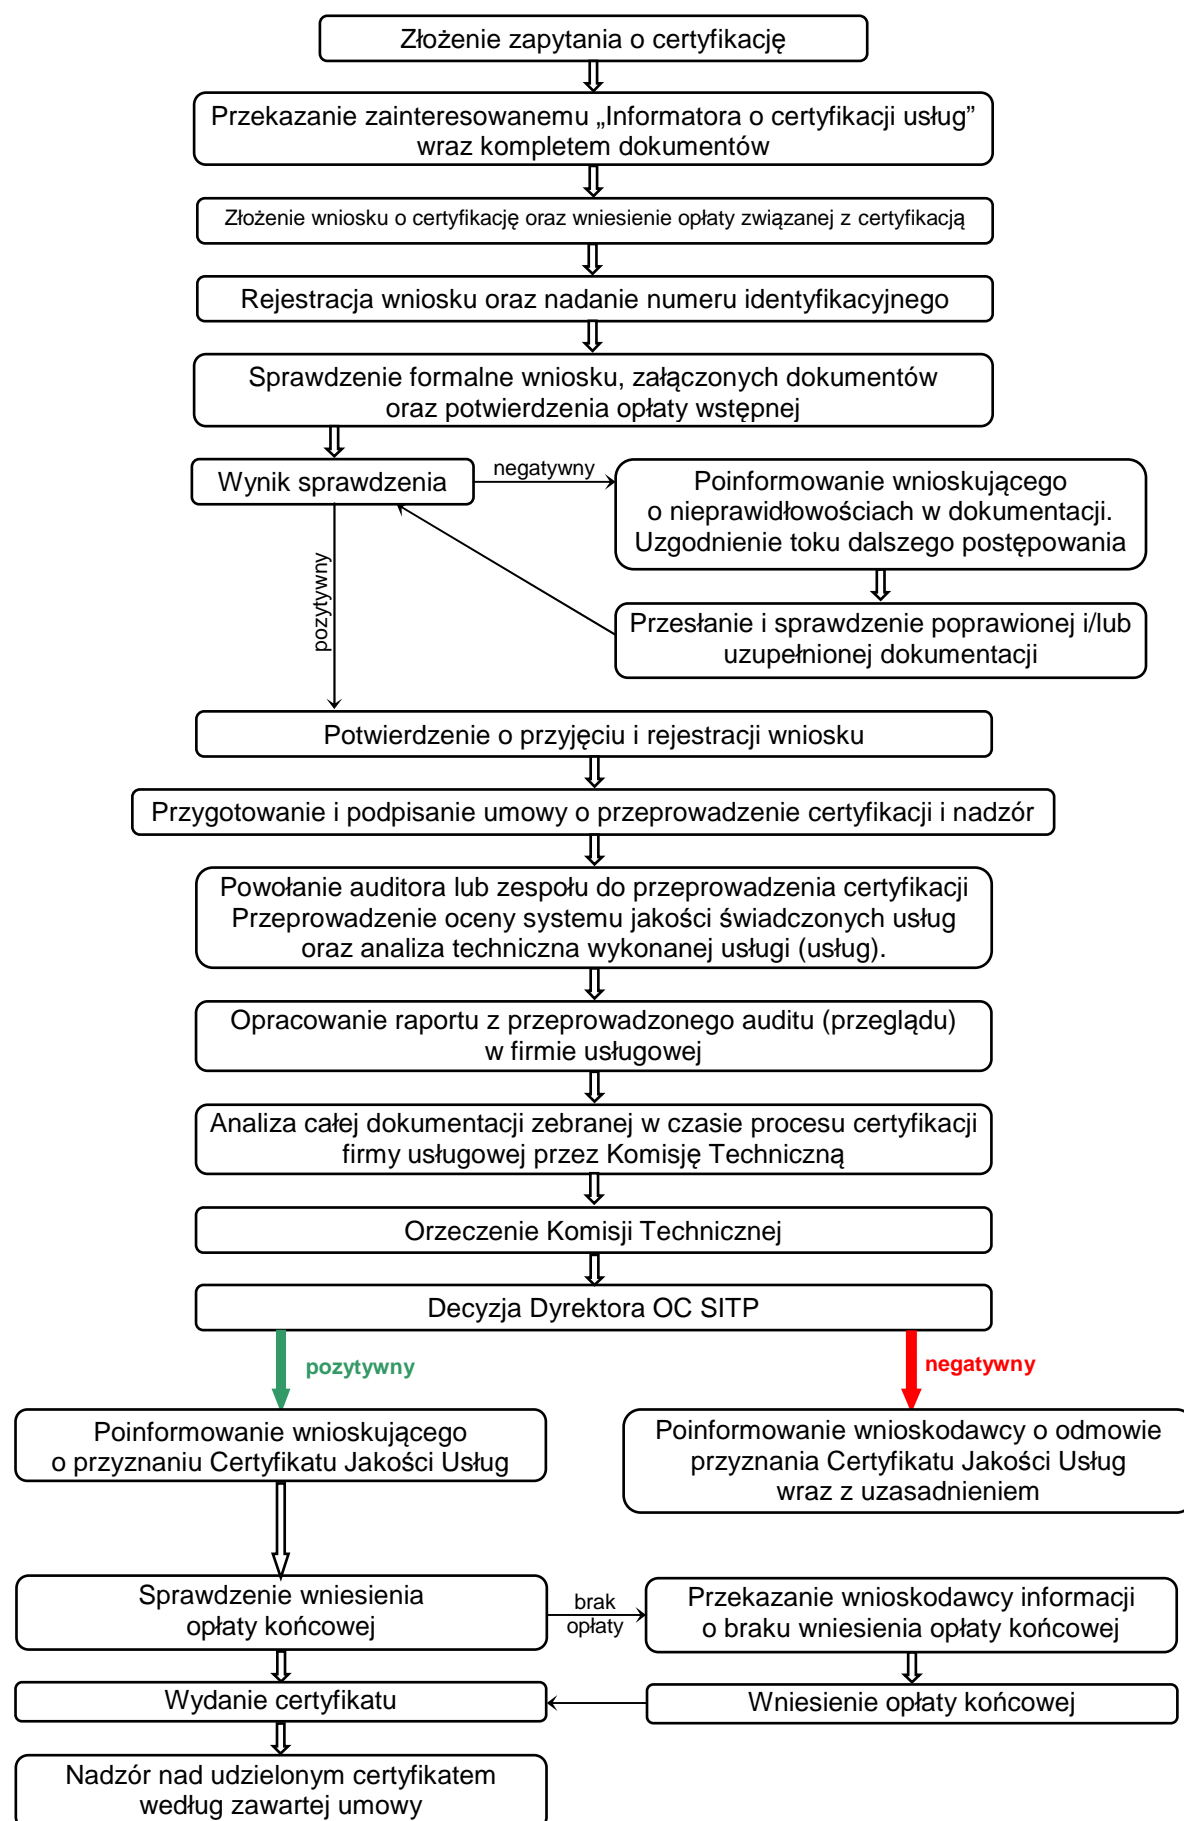 Złożenie zapytania o certyfikację
Przekazanie zainteresowanemu „Informatora o certyfikacji usług”
wraz kompletem dokumentów
Złożenie wniosku o certyfikację oraz wniesienie opłaty związanej z certyfikacją
Rejestracja wniosku oraz nadanie numeru identyfikacyjnego
Sprawdzenie formalne wniosku, załączonych dokumentów
oraz potwierdzenia opłaty wstępnej
Wynik sprawdzenia
negatywny
Poinformowanie wnioskującego
o nieprawidłowościach w dokumentacji.
Uzgodnienie toku dalszego postępowania
pozytywny
Przesłanie i sprawdzenie poprawionej i/lub
uzupełnionej dokumentacji
Potwierdzenie o przyjęciu i rejestracji wniosku
Przygotowanie i podpisanie umowy o przeprowadzenie certyfikacji i nadzór
Powołanie auditora lub zespołu do przeprowadzenia certyfikacji
Przeprowadzenie oceny systemu jakości świadczonych usług
oraz analiza techniczna wykonanej usługi (usług).
Opracowanie raportu z przeprowadzonego auditu (przeglądu)
w firmie usługowej
Analiza całej dokumentacji zebranej w czasie procesu certyfikacji
firmy usługowej przez Komisję Techniczną
Orzeczenie Komisji Technicznej
Decyzja Dyrektora OC SITP
pozytywny
negatywny
Poinformowanie wnioskującego
o przyznaniu Certyfikatu Jakości Usług
Poinformowanie wnioskodawcy o odmowie
przyznania Certyfikatu Jakości Usług
wraz z uzasadnieniem
Sprawdzenie wniesienia
opłaty końcowej
brak
opłaty
Przekazanie wnioskodawcy informacji
o braku wniesienia opłaty końcowej
Wydanie certyfikatu
Wniesienie opłaty końcowej
Nadzór nad udzielonym certyfikatem
według zawartej umowy